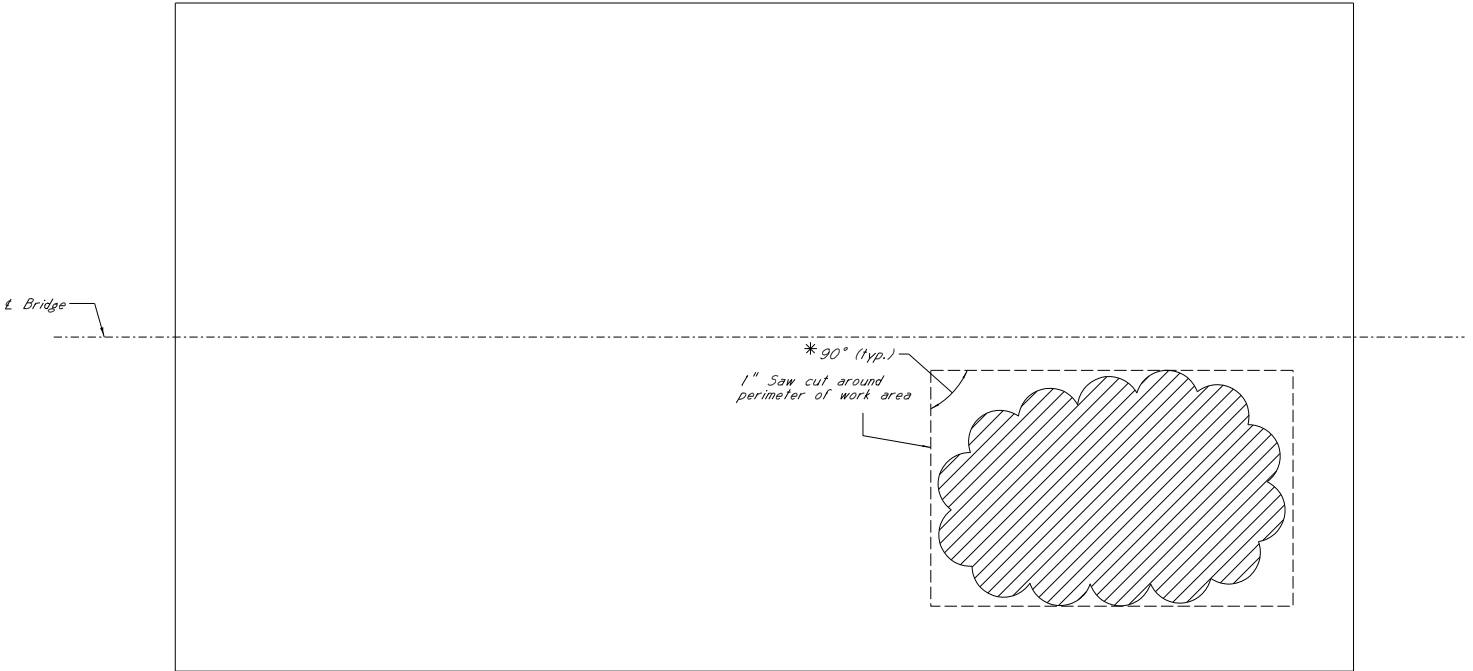 ℄ Bridge
* 90° (typ.)
1" Saw cut around
perimeter of work area